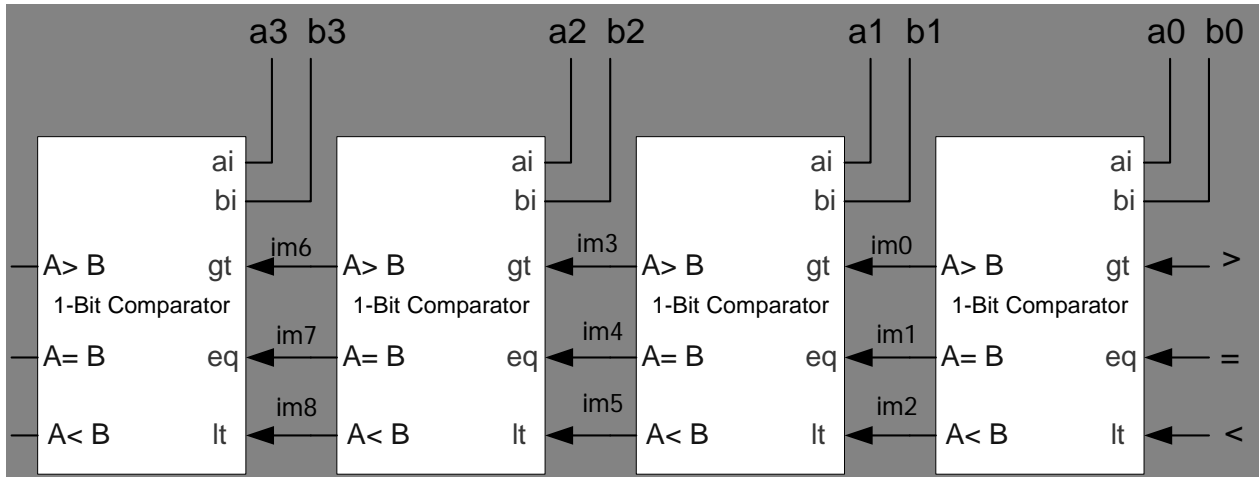 a3 b3 a2 b2 a1 b1 a0 b0
ai ai ai ai
bi bi bi bi
A> B gt im6 A> B gt im3 A> B gt im0 A> B gt >
1-Bit Comparator 1-Bit Comparator 1-Bit Comparator 1-Bit Comparator
A= B eq im7 A= B eq im4 A= B eq im1 A= B eq =
A< B lt im8 A< B lt im5 A< B lt im2 A< B lt <